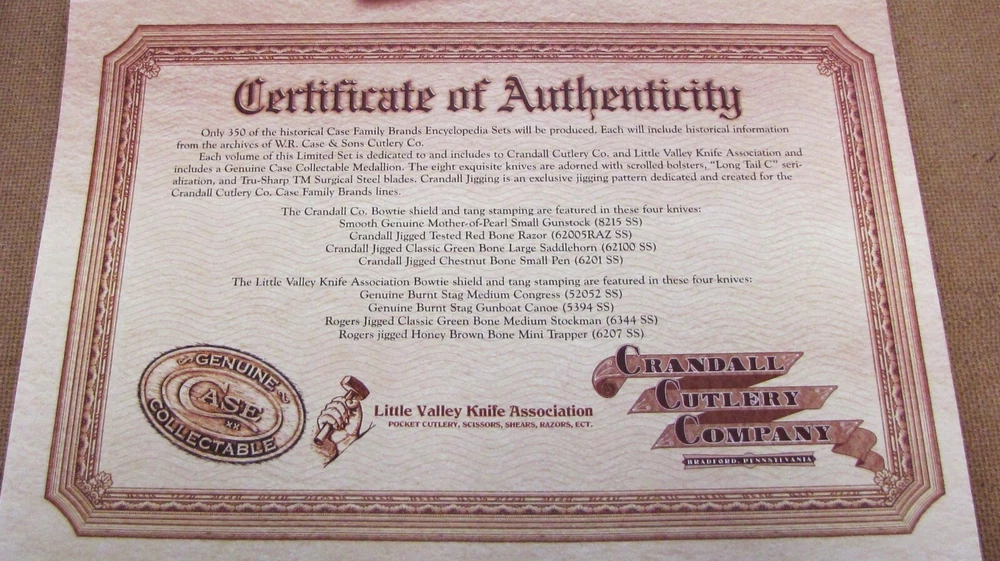 Certificate of Authenticity
Only 350 of the historical Case Family Brands Encyclopedia Sets will be produced. Each will include historical information
from the archives of W.R. Case & Sons Cutlery Co.
Each volume of this Limited Set is dedicated to and includes to Crandall Cutlery Co. and Little Valley Knife Association and
includes a Genuine Case Collectable Medallion. The eight exquisite knives are adorned with scrolled bolsters, "Long Tail C" seri-
alization, and Tru-Sharp TM Surgical Steel blades. Crandall Jigging is an exclusive jigging pattern dedicated and created for the
Crandall Cutlery Co. Case Family Brands lines.
The Crandall Co. Bowtie shield and tang stamping are featured in these four knives:
Smooth Genuine Mother-of-Pearl Small Gunstock (8215 SS)
Crandall Jigged Tested Red Bone Razor (62005RAZ SS)
Crandall Jigged Classic Green Bone Large Saddlehorn (62100 SS)
Crandall Jigged Chestnut Bone Small Pen (6201 SS)
The Little Valley Knife Association Bowtie shield and tang stamping are featured in these four knives:
Genuine Burnt Stag Medium Congress (52052 SS)
Genuine Burnt Stag Gunboat Canoe (5394 SS)
Rogers Jigged Classic Green Bone Medium Stockman (6344 SS)
Rogers jigged Honey Brown Bone Mini Trapper (6207 SS)
GENUINE
CASE
XX
COLLECTABLE
Little Valley Knife Association
POCKET CUTLERY, SCISSORS, SHEARS, RAZORS, ECT.
CRANDALL
CUTLERY
COMPANY
BRADFORD, PENNSYLVANIA